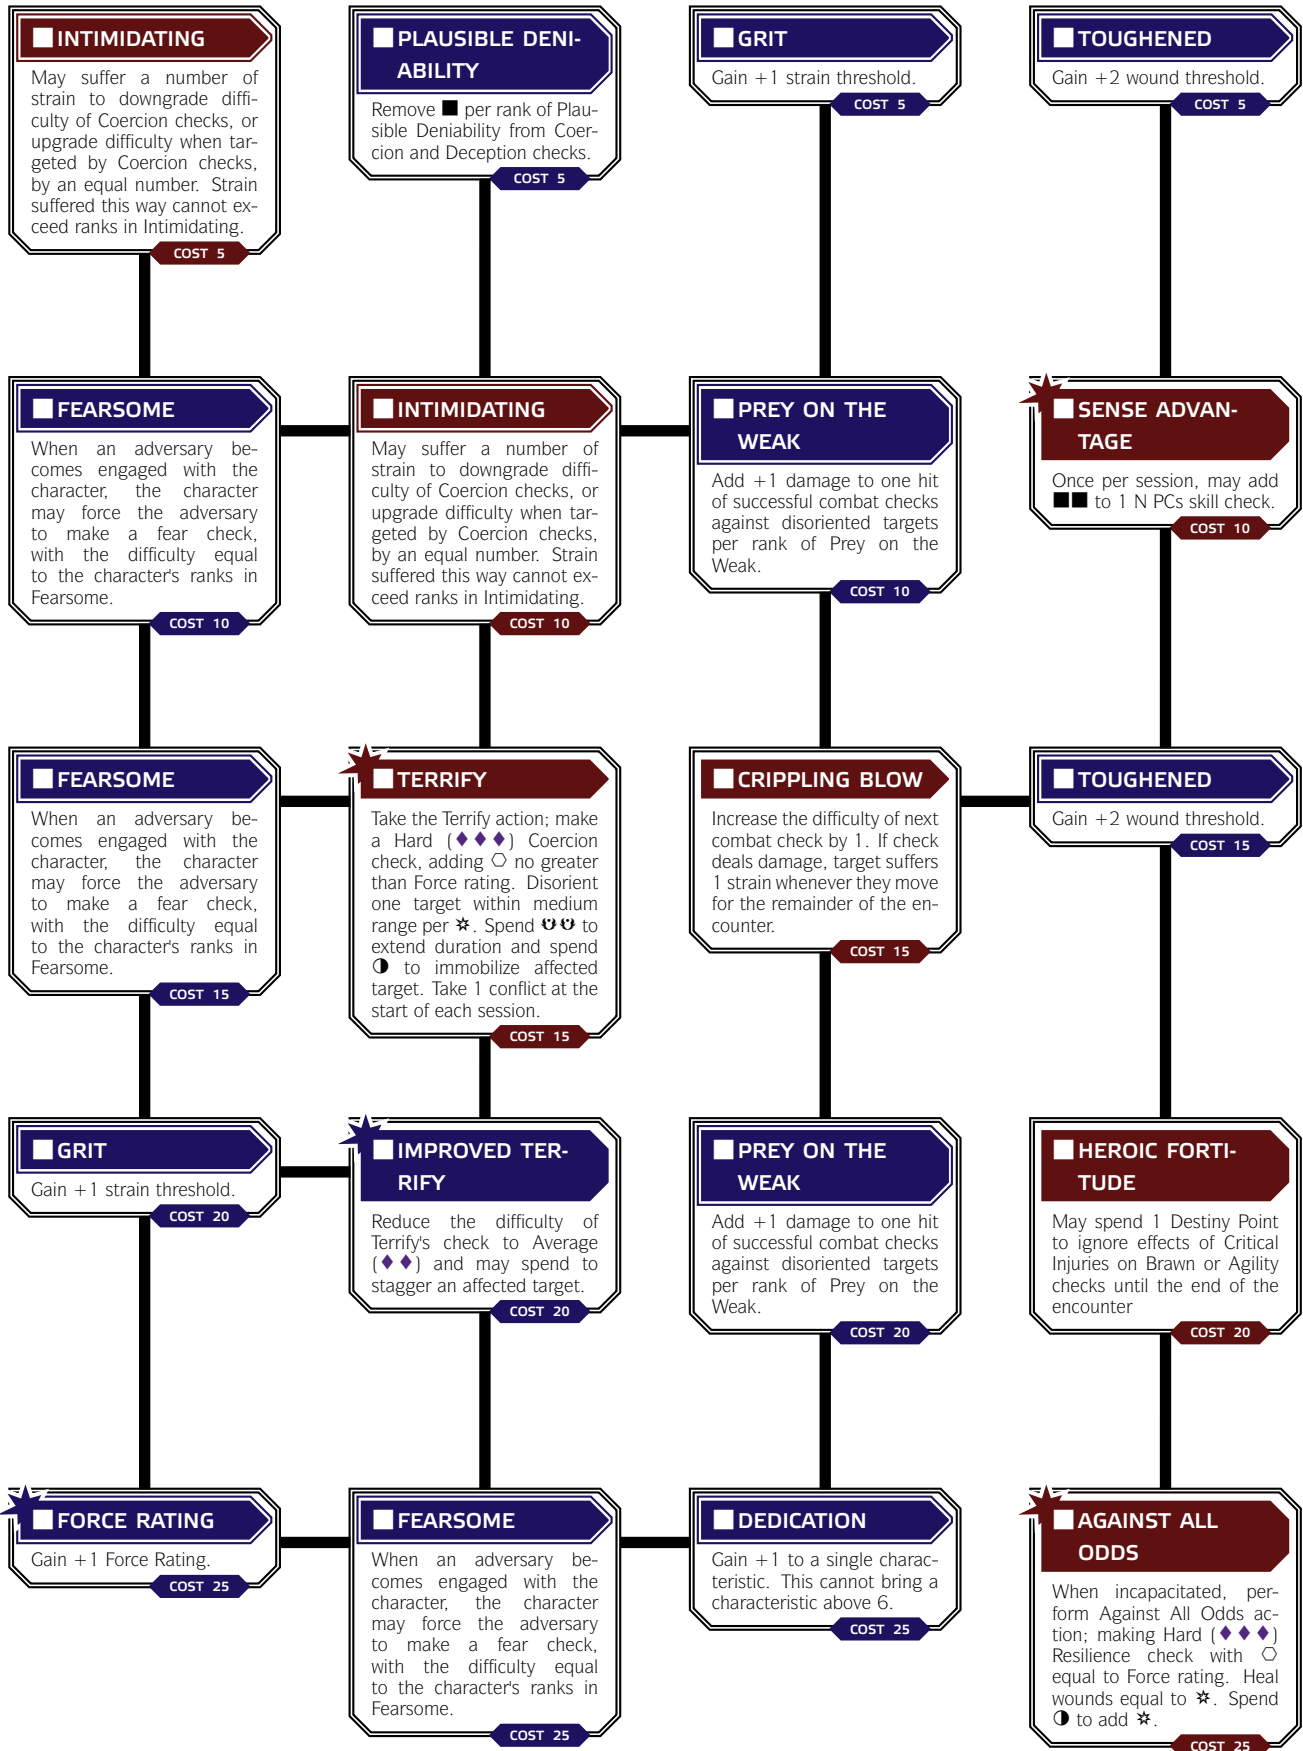 INTIMIDATING
May suffer a number of
strain to downgrade diffi-
culty of Coercion checks, or
upgrade difficulty when tar-
geted by Coercion checks,
by an equal number. Strain
suffered this way cannot ex-
ceed ranks in Intimidating.
COST 5
PLAUSIBLE DENI-
ABILITY
Remove ■ per rank of Plau-
sible Deniability from Coer-
cion and Deception checks.
COST 5
GRIT
Gain +1 strain threshold.
COST 5
TOUGHENED
Gain +2 wound threshold.
COST 5
FEARSOME
When an adversary be-
comes engaged with the
character, the character
may force the adversary
to make a fear check,
with the difficulty equal
to the character's ranks in
Fearsome.
COST 10
INTIMIDATING
May suffer a number of
strain to downgrade diffi-
culty of Coercion checks, or
upgrade difficulty when tar-
geted by Coercion checks,
by an equal number. Strain
suffered this way cannot ex-
ceed ranks in Intimidating.
COST 10
PREY ON THE
WEAK
Add +1 damage to one hit
of successful combat checks
against disoriented targets
per rank of Prey on the
Weak.
COST 10
SENSE ADVAN-
TAGE
Once per session, may add
■■ to 1 N PCs skill check.
COST 10
FEARSOME
When an adversary be-
comes engaged with the
character, the character
may force the adversary
to make a fear check,
with the difficulty equal
to the character's ranks in
Fearsome.
COST 15
TERRIFY
Take the Terrify action; make
a Hard (♦♦♦) Coercion
check, adding ⬡ no greater
than Force rating. Disorient
one target within medium
range per ✲. Spend to
extend duration and spend
◑ to immobilize affected
target. Take 1 conflict at the
start of each session.
COST 15
CRIPPLING BLOW
Increase the difficulty of next
combat check by 1. If check
deals damage, target suffers
1 strain whenever they move
for the remainder of the en-
counter.
COST 15
TOUGHENED
Gain +2 wound threshold.
COST 15
GRIT
Gain +1 strain threshold.
COST 20
IMPROVED TER-
RIFY
Reduce the difficulty of
Terrify's check to Average
(♦♦) and may spend to
stagger an affected target.
COST 20
PREY ON THE
WEAK
Add +1 damage to one hit
of successful combat checks
against disoriented targets
per rank of Prey on the
Weak.
COST 20
HEROIC FORTI-
TUDE
May spend 1 Destiny Point
to ignore effects of Critical
Injuries on Brawn or Agility
checks until the end of the
encounter
COST 20
FORCE RATING
Gain +1 Force Rating.
COST 25
FEARSOME
When an adversary be-
comes engaged with the
character, the character
may force the adversary
to make a fear check,
with the difficulty equal
to the character's ranks in
Fearsome.
COST 25
DEDICATION
Gain +1 to a single charac-
teristic. This cannot bring a
characteristic above 6.
COST 25
AGAINST ALL
ODDS
When incapacitated, per-
form Against All Odds ac-
tion; making Hard (♦♦♦)
Resilience check with ⬡
equal to Force rating. Heal
wounds equal to ✲. Spend
◑ to add ✲.
COST 25